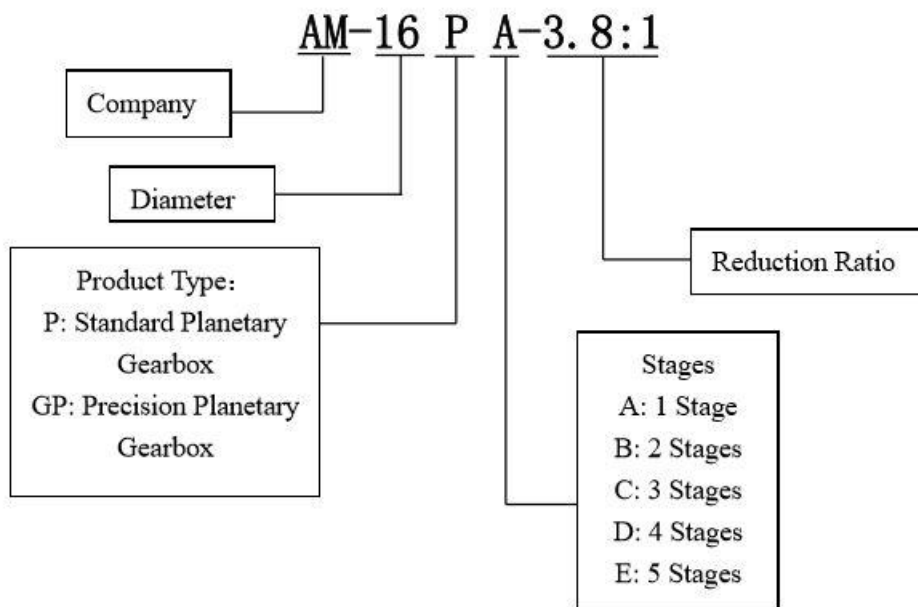 AM-16 P A-3.8:1
Company
Diameter
Product Type：
P: Standard Planetary
Gearbox
GP: Precision Planetary
Gearbox
Reduction Ratio
Stages
A: 1 Stage
B: 2 Stages
C: 3 Stages
D: 4 Stages
E: 5 Stages